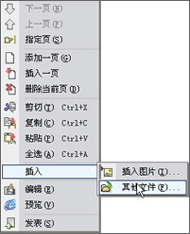 下一页(N)
上一页(P)
指定页(S)
添加一页(G)
插入一页
删除当前页(D)
剪切(T) Ctrl+X
复制(C) Ctrl+C
粘贴(P) Ctrl+V
全选(A) Ctrl+A
插入
插入图片(I)...
其他文件(F)...
编辑(E)
预览(V)
发表(S)